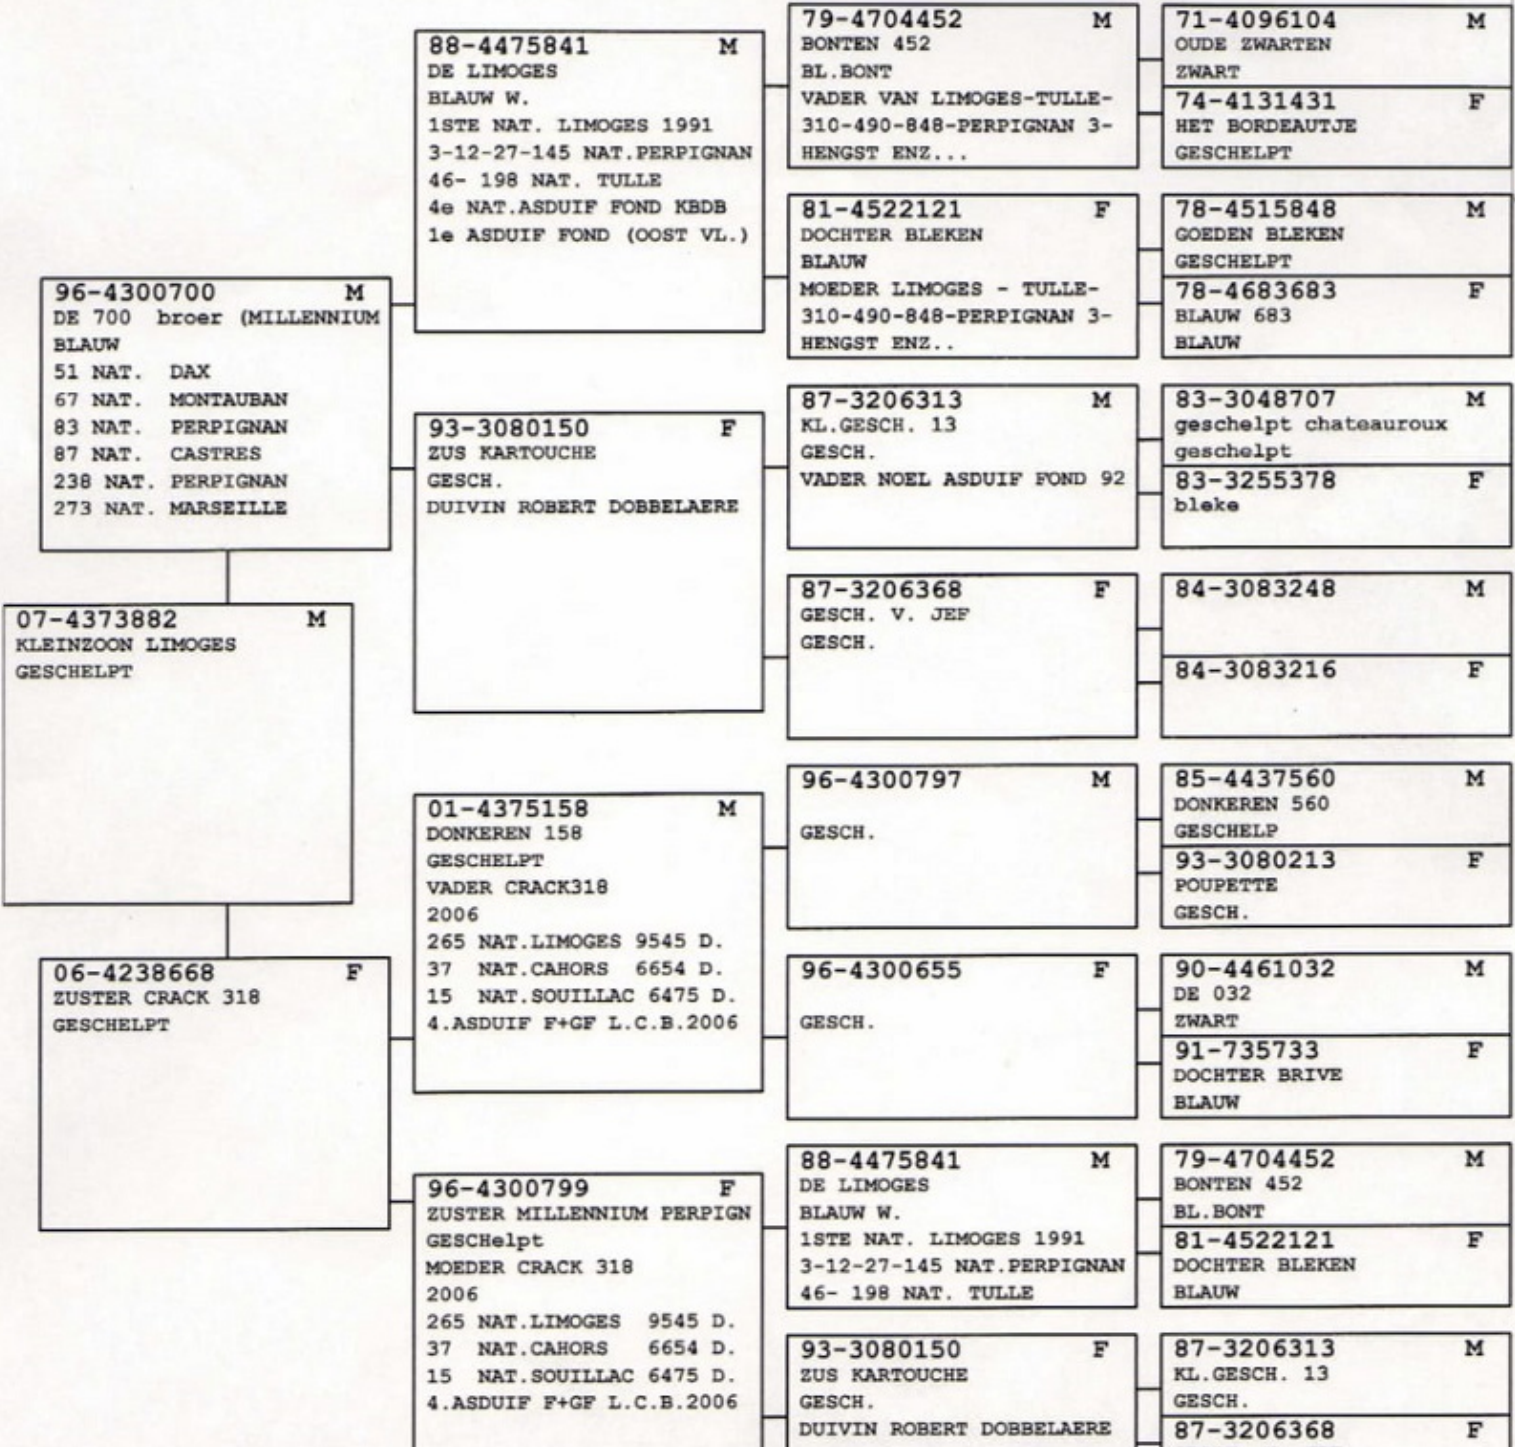 96-4300700 M
DE 700 broer (MILLENNIUM
BLAUW
51 NAT. DAX
67 NAT. MONTAUBAN
83 NAT. PERPIGNAN
87 NAT. CASTRES
238 NAT. PERPIGNAN
273 NAT. MARSEILLE
07-4373882 M
KLEINZOON LIMOGES
GESCHELPT
06-4238668 F
ZUSTER CRACK 318
GESCHELPT
88-4475841 M
DE LIMOGES
BLAUW W.
1STE NAT. LIMOGES 1991
3-12-27-145 NAT.PERPIGNAN
46- 198 NAT. TULLE
4e NAT.ASDUIF FOND KBDB
1e ASDUIF FOND (OOST VL.)
93-3080150 F
ZUS KARTOUCHE
GESCH.
DUIVIN ROBERT DOBBELAERE
01-4375158 M
DONKEREN 158
GESCHELPT
VADER CRACK318
2006
265 NAT.LIMOGES 9545 D.
37 NAT.CAHORS 6654 D.
15 NAT.SOUILLAC 6475 D.
4.ASDUIF F+GF L.C.B.2006
96-4300799 F
ZUSTER MILLENNIUM PERPIGN
GESCHelpt
MOEDER CRACK 318
2006
265 NAT.LIMOGES 9545 D.
37 NAT.CAHORS 6654 D.
15 NAT.SOUILLAC 6475 D.
4.ASDUIF F+GF L.C.B.2006
79-4704452 M
BONTEN 452
BL.BONT
VADER VAN LIMOGES-TULLE-
310-490-848-PERPIGNAN 3-
HENGST ENZ...
81-4522121 F
DOCHTER BLEKEN
BLAUW
MOEDER LIMOGES - TULLE-
310-490-848-PERPIGNAN 3-
HENGST ENZ..
87-3206313 M
KL.GESCH. 13
GESCH.
VADER NOEL ASDUIF FOND 92
87-3206368 F
GESCH. V. JEF
GESCH.
96-4300797 M
GESCH.
96-4300655 F
GESCH.
88-4475841 M
DE LIMOGES
BLAUW W.
1STE NAT. LIMOGES 1991
3-12-27-145 NAT.PERPIGNAN
46- 198 NAT. TULLE
93-3080150 F
ZUS KARTOUCHE
GESCH.
DUIVIN ROBERT DOBBELAERE
71-4096104 M
OUDE ZWARTEN
ZWART
74-4131431 F
HET BORDEAUTJE
GESCHELPT
78-4515848 M
GOEDEN BLEKEN
GESCHELPT
78-4683683 F
BLAUW 683
BLAUW
83-3048707 M
geschelpt chateauroux
geschelpt
83-3255378 F
bleke
84-3083248 M
84-3083216 F
85-4437560 M
DONKEREN 560
GESCHELP
93-3080213 F
POUPETTE
GESCH.
90-4461032 M
DE 032
ZWART
91-735733 F
DOCHTER BRIVE
BLAUW
79-4704452 M
BONTEN 452
BL.BONT
81-4522121 F
DOCHTER BLEKEN
BLAUW
87-3206313 M
KL.GESCH. 13
GESCH.
87-3206368 F